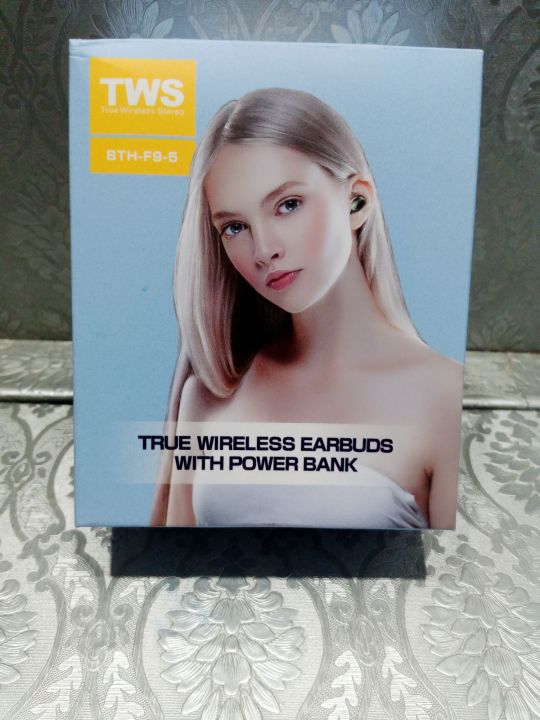 TWS
True Wireless Stereo
BTH-F9-5
TRUE WIRELESS EARBUDS
WITH POWER BANK